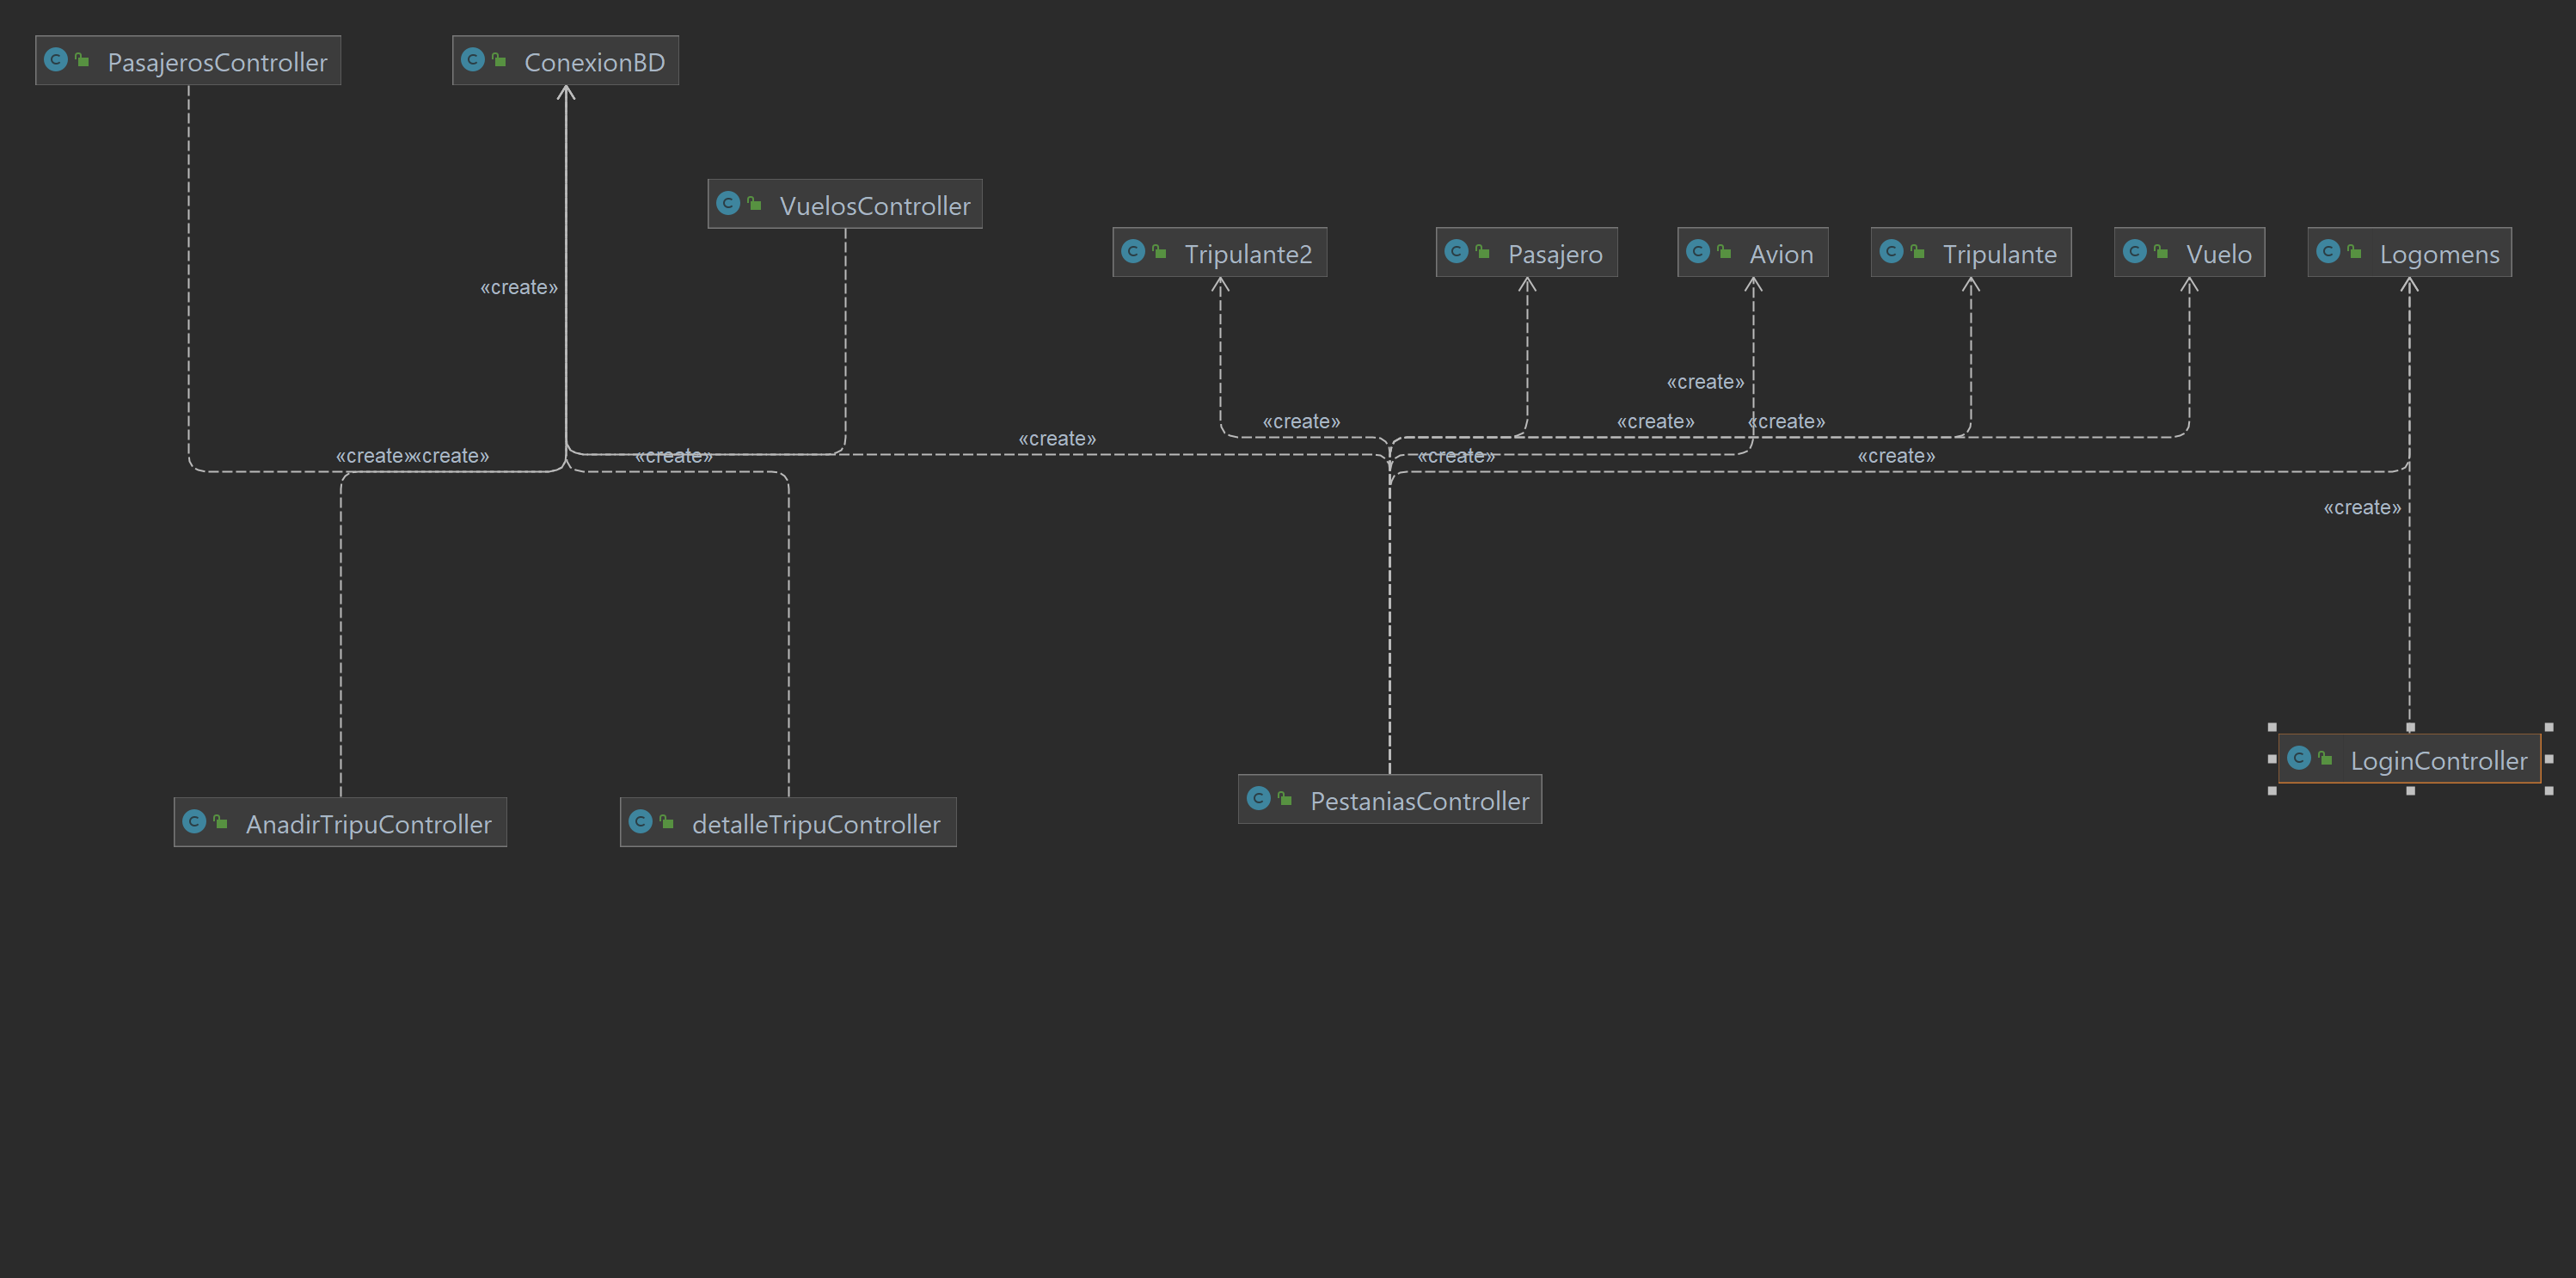 PasajerosController
ConexionBD
VuelosController
Tripulante2
Pasajero
Avion
Tripulante
Vuelo
Logomens
«create»
«create»
«create»
«create»
«create»
«create»
«create»
«create»
«create»
«create»
«create»
«create»
AnadirTripuController
detalleTripuController
PestaniasController
LoginController